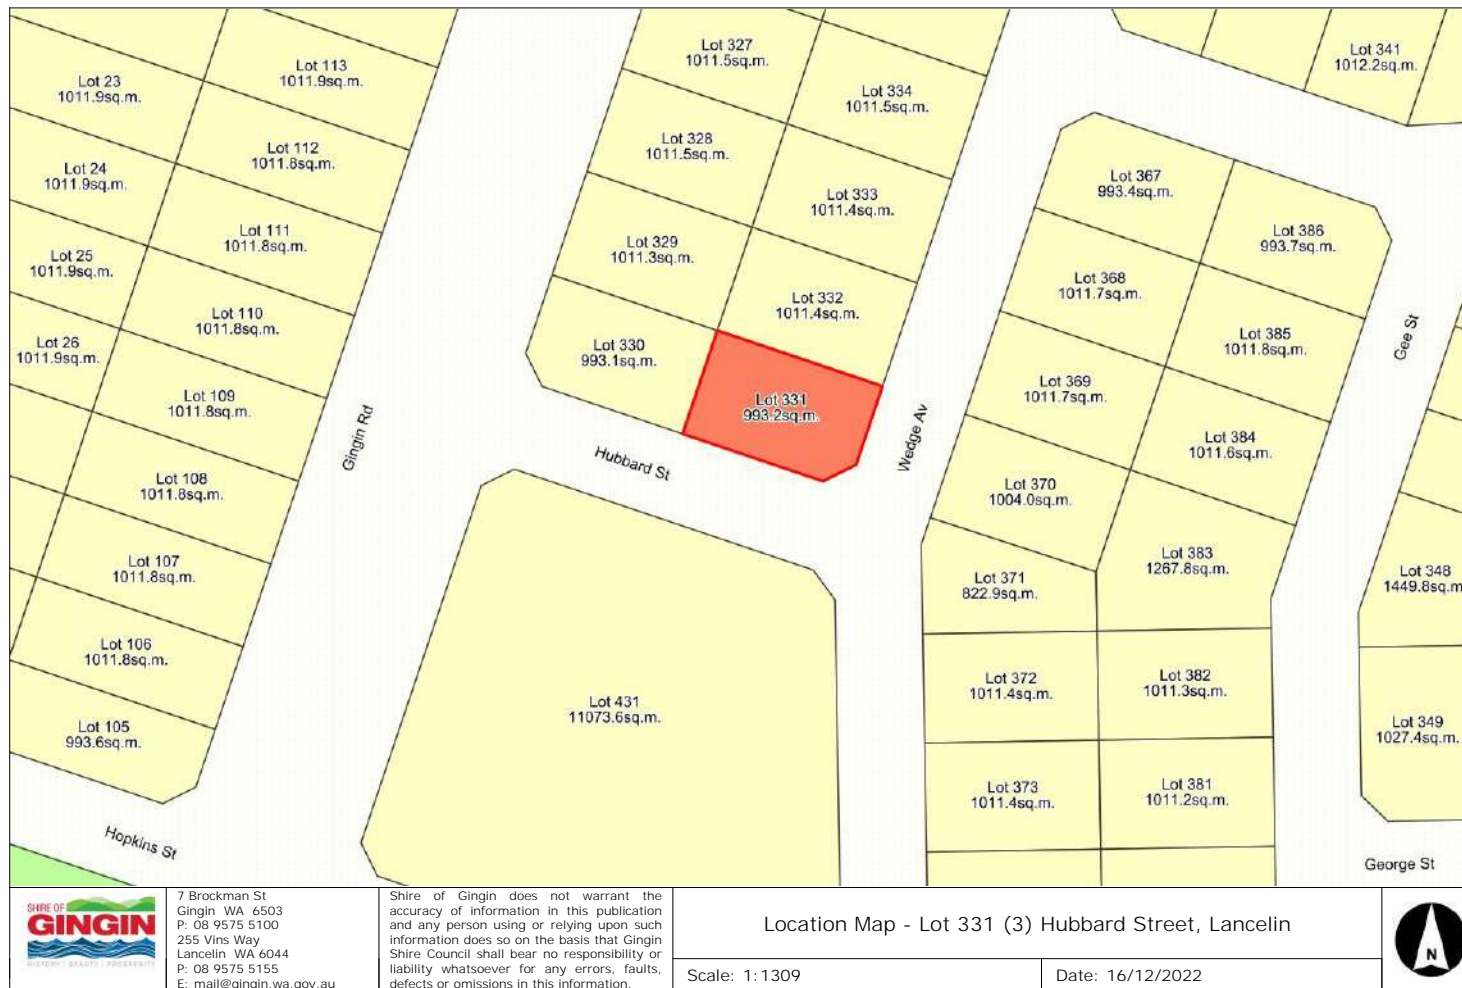 Lot 23
1011.9sq.m.
Lot 113
1011.9sq.m.
Lot 24
1011.9sq.m.
Lot 112
1011.8sq.m.
Lot 25
1011.9sq.m.
Lot 111
1011.8sq.m.
Lot 26
1011.9sq.m.
Lot 110
1011.8sq.m.
Lot 109
1011.8sq.m.
Lot 108
1011.8sq.m.
Lot 107
1011.8sq.m.
Lot 106
1011.8sq.m.
Lot 105
993.6sq.m.
Hopkins St
Gingin Rd
Lot 327
1011.5sq.m.
Lot 334
1011.5sq.m.
Lot 328
1011.5sq.m.
Lot 333
1011.4sq.m.
Lot 329
1011.3sq.m.
Lot 332
1011.4sq.m.
Lot 330
993.1sq.m.
Lot 331
993.2sq.m.
Hubbard St
Wedge Av
Lot 431
11073.6sq.m.
Lot 341
1012.2sq.m.
Lot 367
993.4sq.m.
Lot 386
993.7sq.m.
Lot 368
1011.7sq.m.
Lot 385
1011.8sq.m.
Lot 369
1011.7sq.m.
Lot 384
1011.6sq.m.
Lot 370
1004.0sq.m.
Lot 383
1267.8sq.m.
Lot 371
822.9sq.m.
Lot 372
1011.4sq.m.
Lot 382
1011.3sq.m.
Lot 373
1011.4sq.m.
Lot 381
1011.2sq.m.
Gee St
Lot 348
1449.8sq.m
Lot 349
1027.4sq.m.
George St
SHIRE OF
GINGIN
HISTORY | BEAUTY | PROSPERITY
7 Brockman St
Gingin WA 6503
P: 08 9575 5100
255 Vins Way
Lancelin WA 6044
P: 08 9575 5155
E: mail@gingin.wa.gov.au
Shire of Gingin does not warrant the
accuracy of information in this publication
and any person using or relying upon such
information does so on the basis that Gingin
Shire Council shall bear no responsibility or
liability whatsoever for any errors, faults,
defects or omissions in this information.
Location Map - Lot 331 (3) Hubbard Street, Lancelin
Scale: 1:1309
Date: 16/12/2022
N